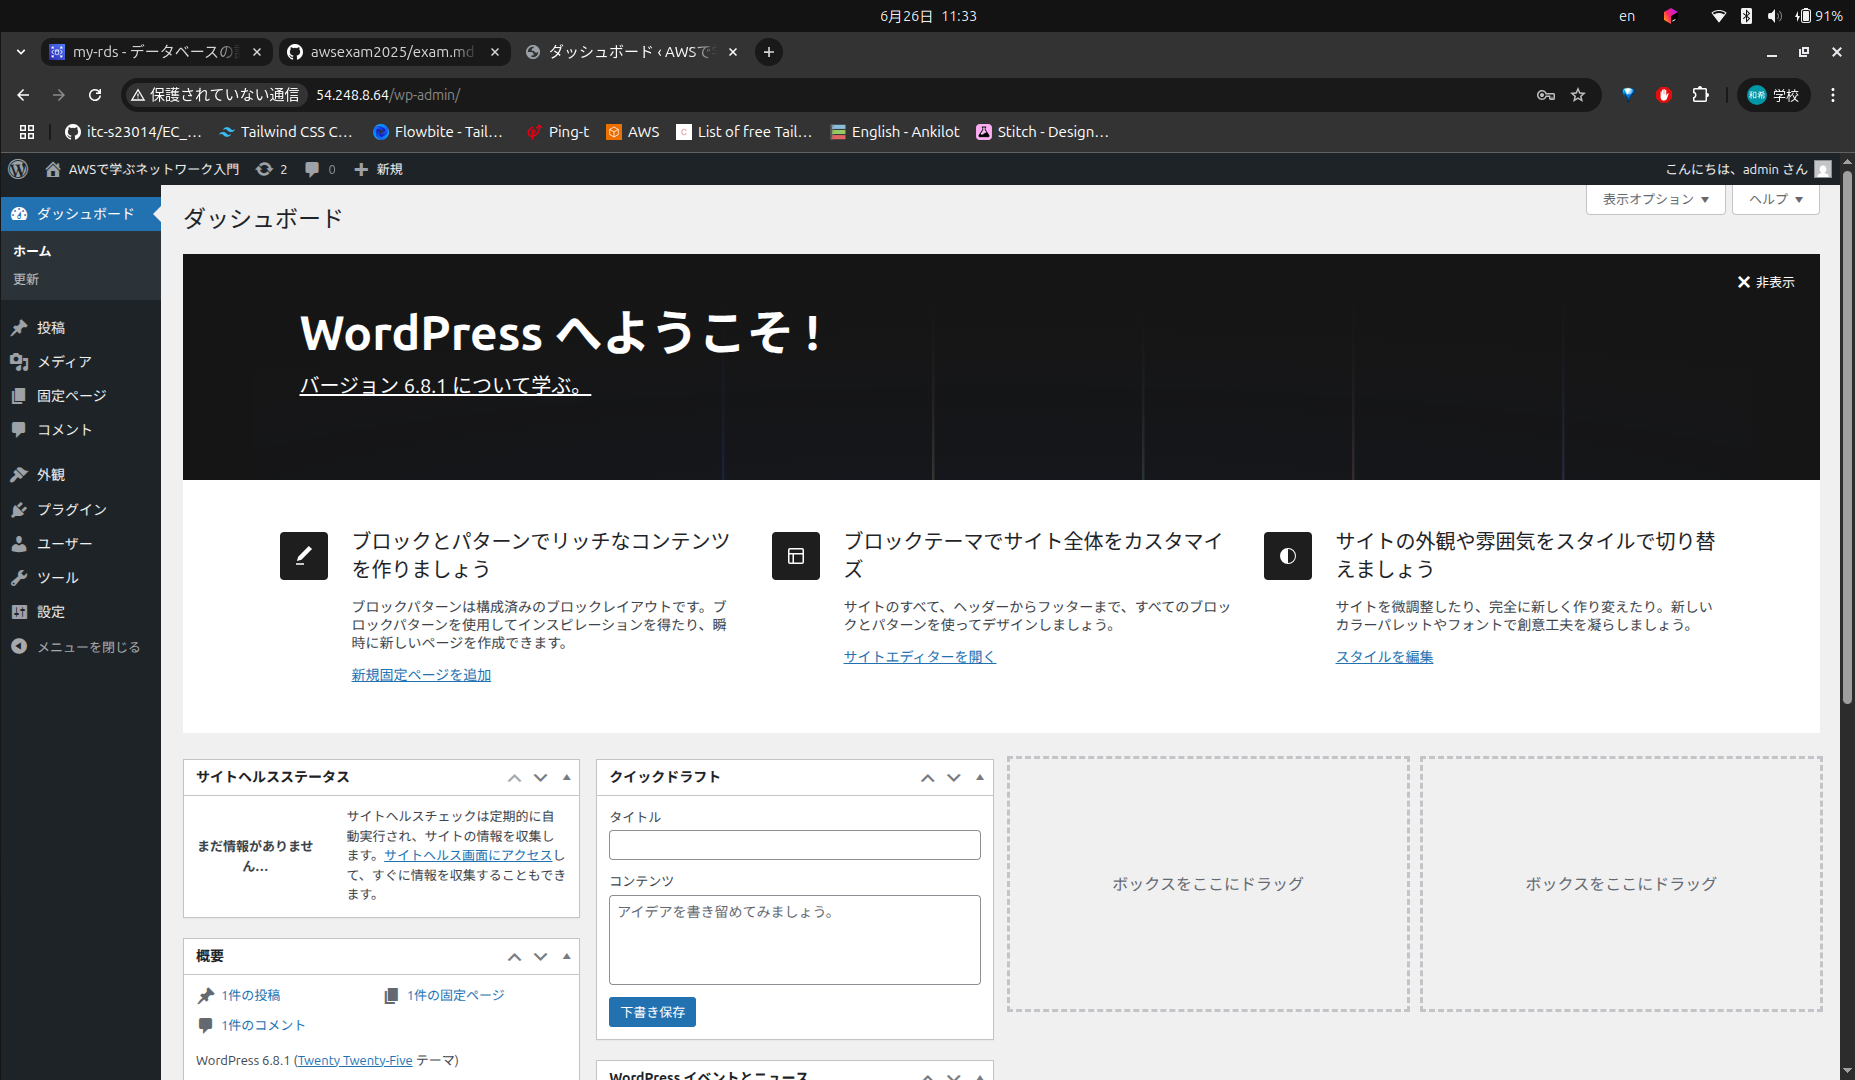 6月26日 11:33
en
91%
my-rds - データベースの
awsexam2025/exam.md
ダッシュボード ‹ AWSで
保護されていない通信
54.248.8.64/wp-admin/
和希
学校
itc-s23014/EC_...
Tailwind CSS C...
Flowbite - Tail...
Ping-t
AWS
List of free Tail...
English - Ankilot
Stitch - Design...
AWSで学ぶネットワーク入門
2
0
新規
こんにちは、admin さん
ダッシュボード
ホーム
更新
投稿
メディア
固定ページ
コメント
外観
プラグイン
ユーザー
ツール
設定
メニューを閉じる
ダッシュボード
表示オプション
ヘルプ
非表示
WordPress へようこそ !
バージョン 6.8.1 について学ぶ。
ブロックとパターンでリッチなコンテンツ
を作りましょう
ブロックパターンは構成済みのブロックレイアウトです。ブ
ロックパターンを使用してインスピレーションを得たり、瞬
時に新しいページを作成できます。
新規固定ページを追加
ブロックテーマでサイト全体をカスタマイ
ズ
サイトのすべて、ヘッダーからフッターまで、すべてのブロッ
クとパターンを使ってデザインしましょう。
サイトエディターを開く
サイトの外観や雰囲気をスタイルで切り替
えましょう
サイトを微調整したり、完全に新しく作り変えたり。新しい
カラーパレットやフォントで創意工夫を凝らしましょう。
スタイルを編集
サイトヘルスステータス
まだ情報がありませ
ん…
サイトヘルスチェックは定期的に自
動実行され、サイトの情報を収集し
ます。サイトヘルス画面にアクセスし
て、すぐに情報を収集することもでき
ます。
概要
1件の投稿
1件の固定ページ
1件のコメント
WordPress 6.8.1 (Twenty Twenty-Five テーマ)
クイックドラフト
タイトル
コンテンツ
アイデアを書き留めてみましょう。
下書き保存
WordPress イベントとニュース
ボックスをここにドラッグ
ボックスをここにドラッグ